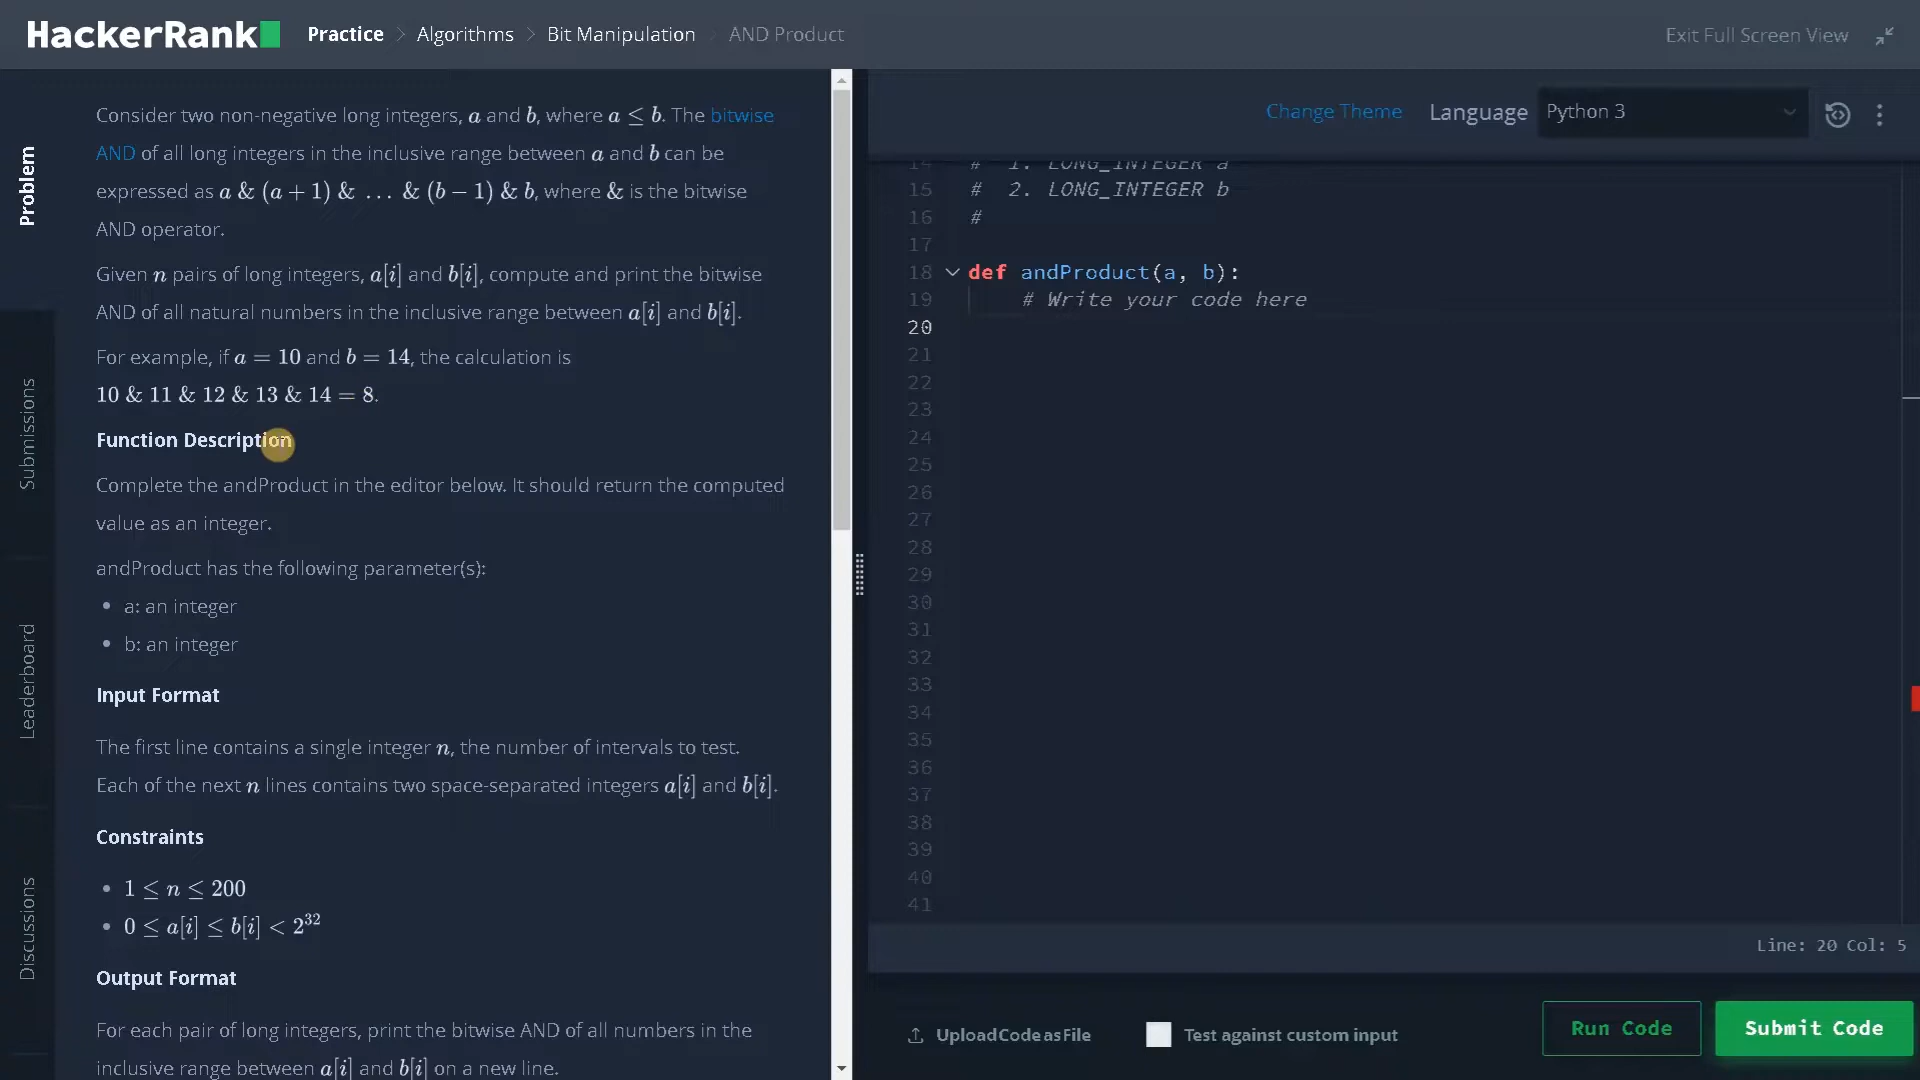 HackerRank
Practice > Algorithms > Bit Manipulation > AND Product
Exit Full Screen View
Problem
Submissions
Leaderboard
Discussions
Consider two non-negative long integers, a and b, where a ≤ b. The bitwise
AND of all long integers in the inclusive range between a and b can be
expressed as a & (a + 1) & … & (b − 1) & b, where & is the bitwise
AND operator.
Given n pairs of long integers, a[i] and b[i], compute and print the bitwise
AND of all natural numbers in the inclusive range between a[i] and b[i].
For example, if a = 10 and b = 14, the calculation is
10 & 11 & 12 & 13 & 14 = 8.
Function Description
Complete the andProduct in the editor below. It should return the computed
value as an integer.
andProduct has the following parameter(s):
• a: an integer
• b: an integer
Input Format
The first line contains a single integer n, the number of intervals to test.
Each of the next n lines contains two space-separated integers a[i] and b[i].
Constraints
• 1 ≤ n ≤ 200
• 0 ≤ a[i] ≤ b[i] < 2^32
Output Format
For each pair of long integers, print the bitwise AND of all numbers in the
inclusive range between a[i] and b[i] on a new line.
Change Theme Language Python 3
14 # 1. LONG_INTEGER a
15 # 2. LONG_INTEGER b
16 #
17
18 def andProduct(a, b):
19 # Write your code here
20
21
22
23
24
25
26
27
28
29
30
31
32
33
34
35
36
37
38
39
40
41
Line: 20 Col: 5
Upload Code as File Test against custom input Run Code Submit Code